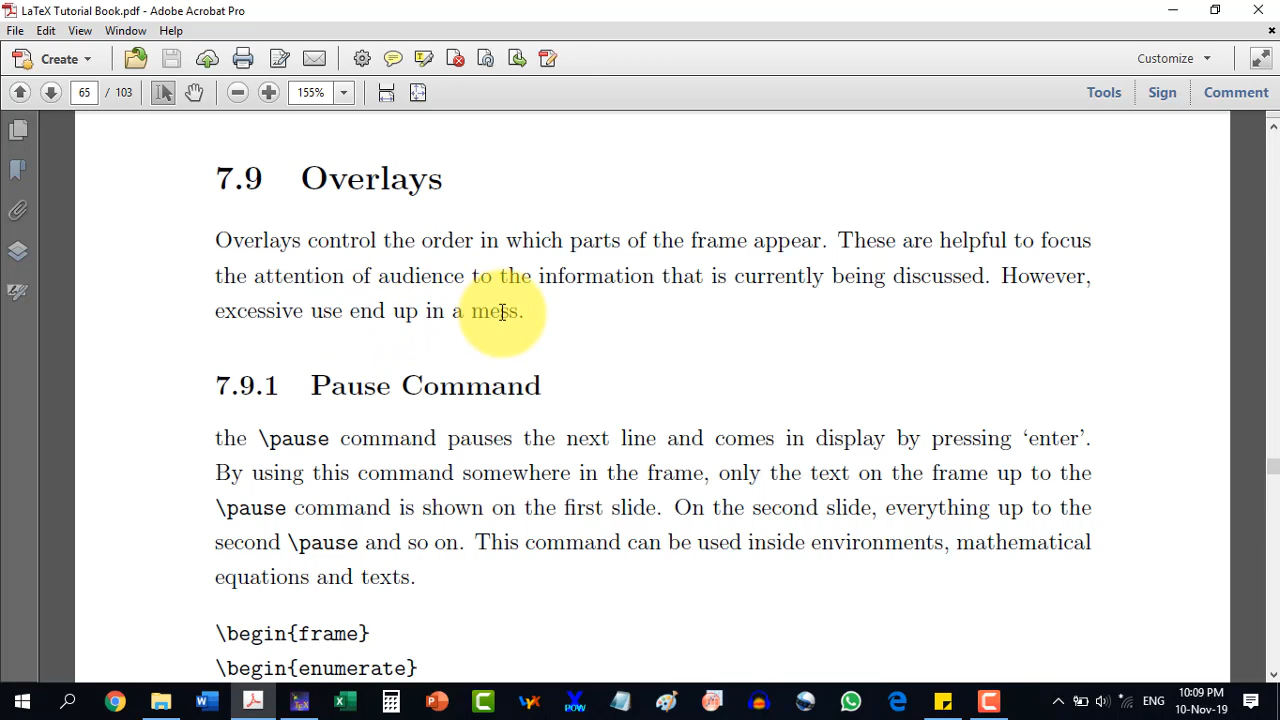 LaTeX Tutorial Book.pdf - Adobe Acrobat Pro
File Edit View Window Help
Create Customize
65 / 103 155% Tools Sign Comment
7.9 Overlays
Overlays control the order in which parts of the frame appear. These are helpful to focus
the attention of audience to the information that is currently being discussed. However,
excessive use end up in a mess.
7.9.1 Pause Command
the \pause command pauses the next line and comes in display by pressing ‘enter’.
By using this command somewhere in the frame, only the text on the frame up to the
\pause command is shown on the first slide. On the second slide, everything up to the
second \pause and so on. This command can be used inside environments, mathematical
equations and texts.
\begin{frame}
\begin{enumerate}
ENG 10:09 PM
10-Nov-19